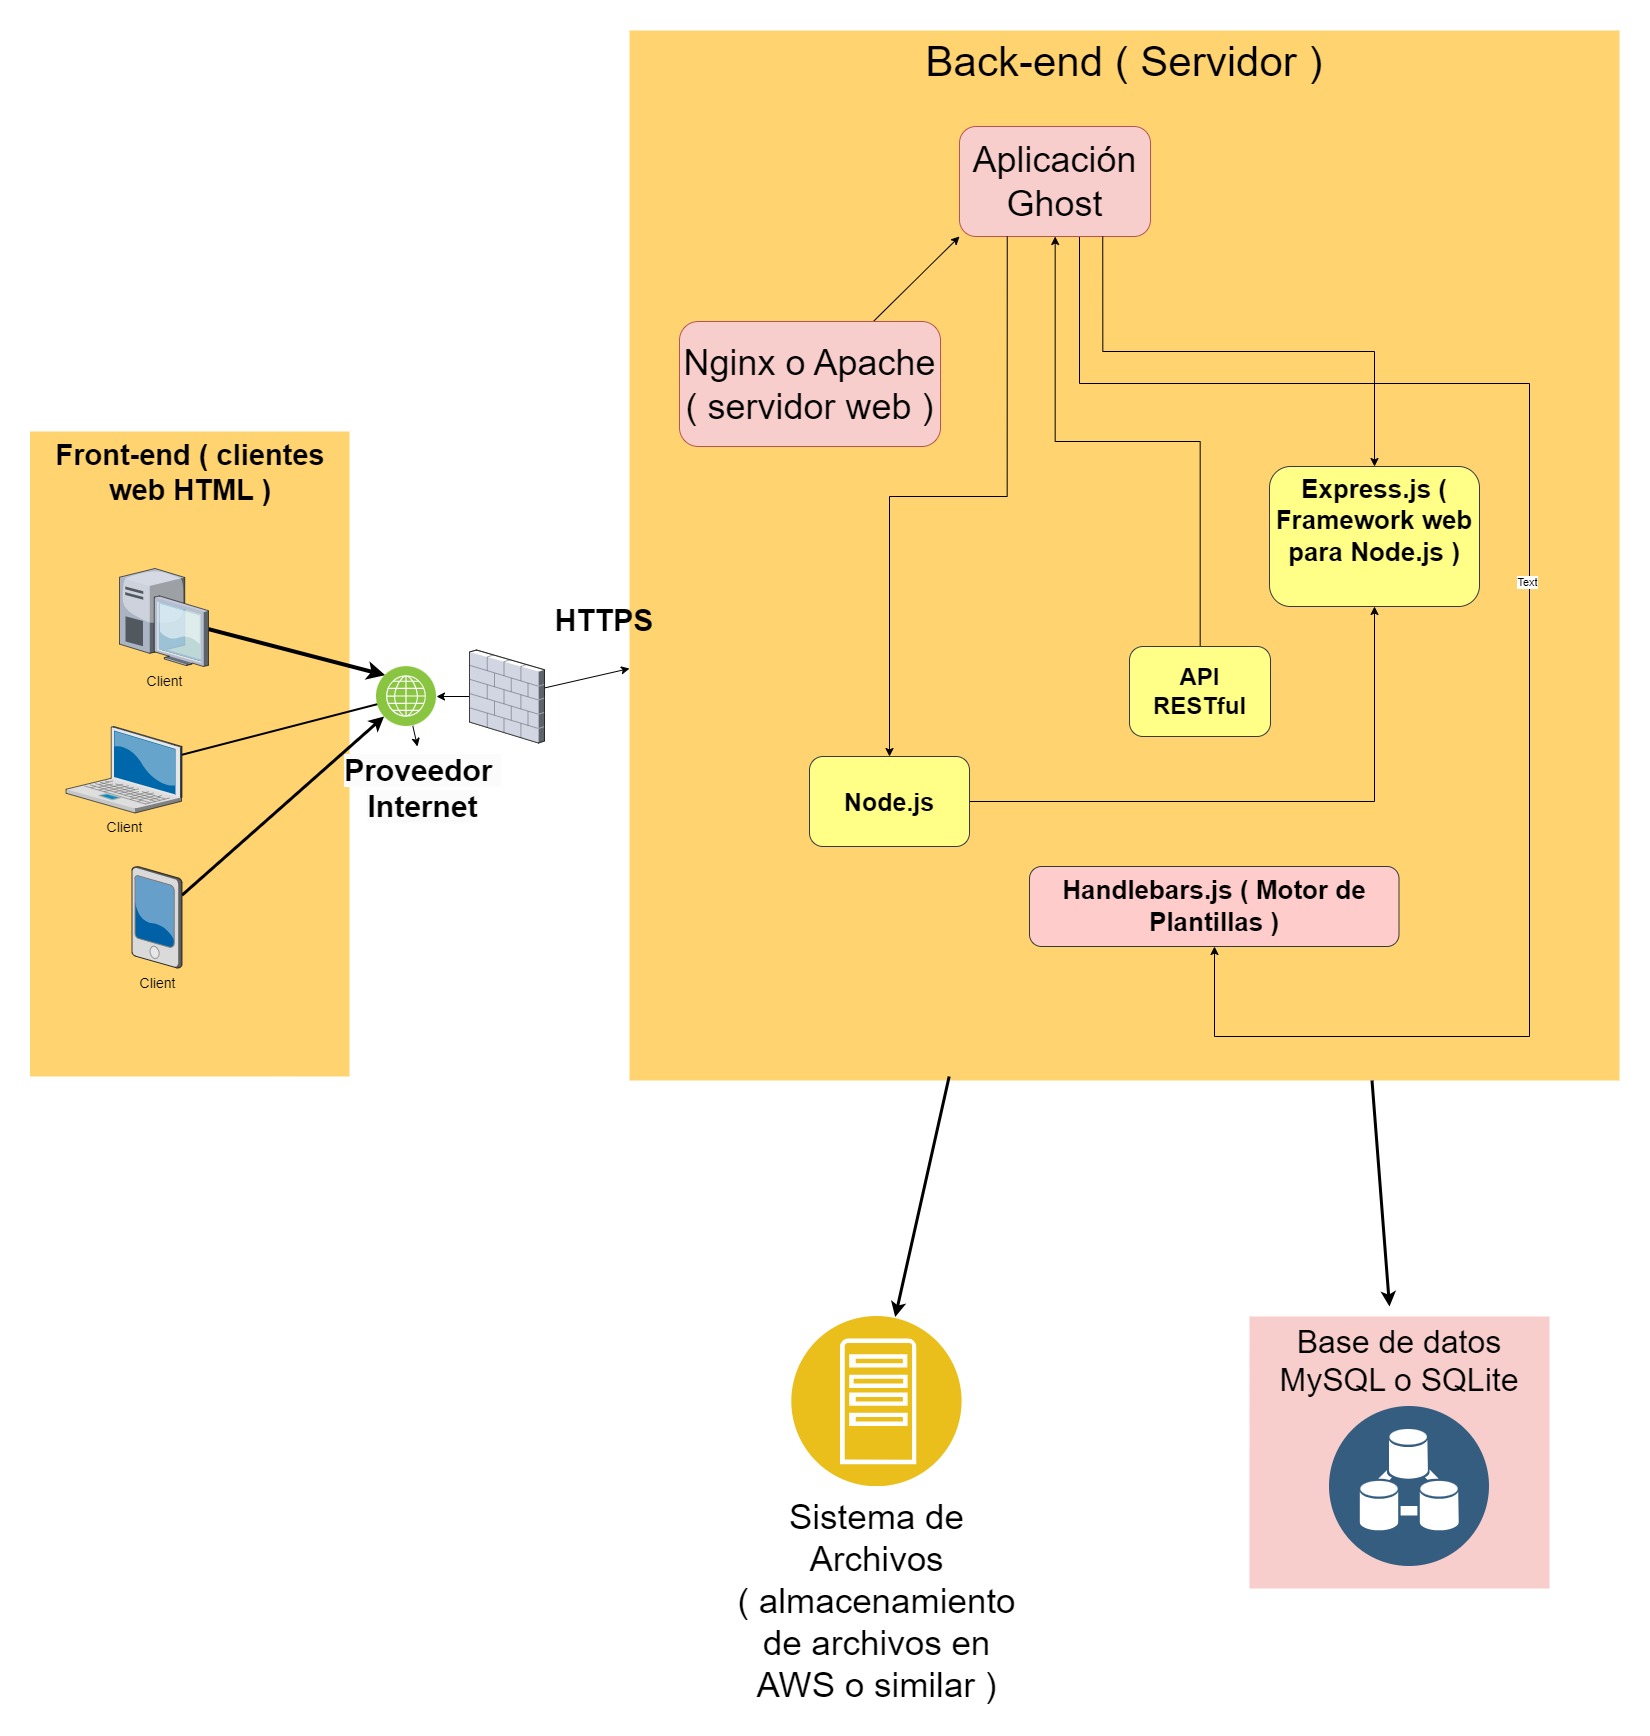 Back-end ( Servidor )
Aplicación
Ghost
Nginx o Apache
( servidor web )
Front-end ( clientes
web HTML )
Express.js (
Framework web
para Node.js )
Text
HTTPS
API
RESTful
Client
Proveedor
Internet
Node.js
Client
Handlebars.js ( Motor de
Plantillas )
Client
Base de datos
MySQL o SQLite
Sistema de
Archivos
( almacenamiento
de archivos en
AWS o similar )